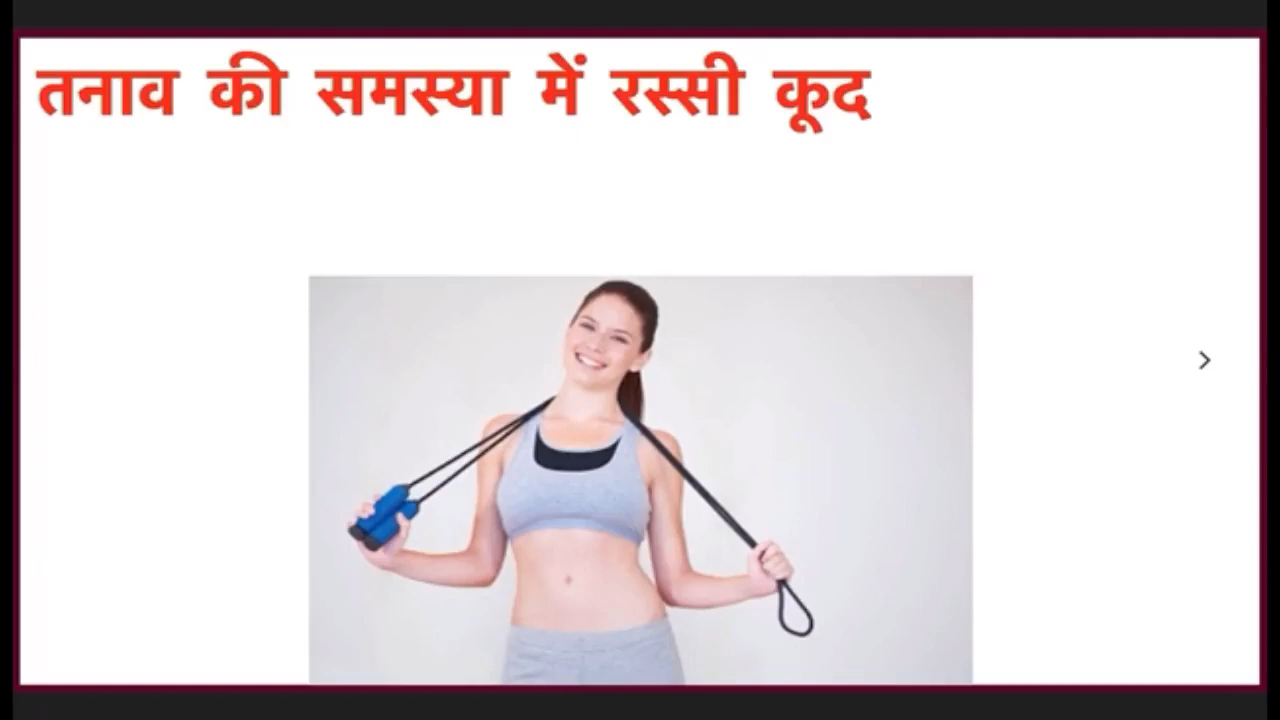 तनाव की समस्या में रस्सी कूद